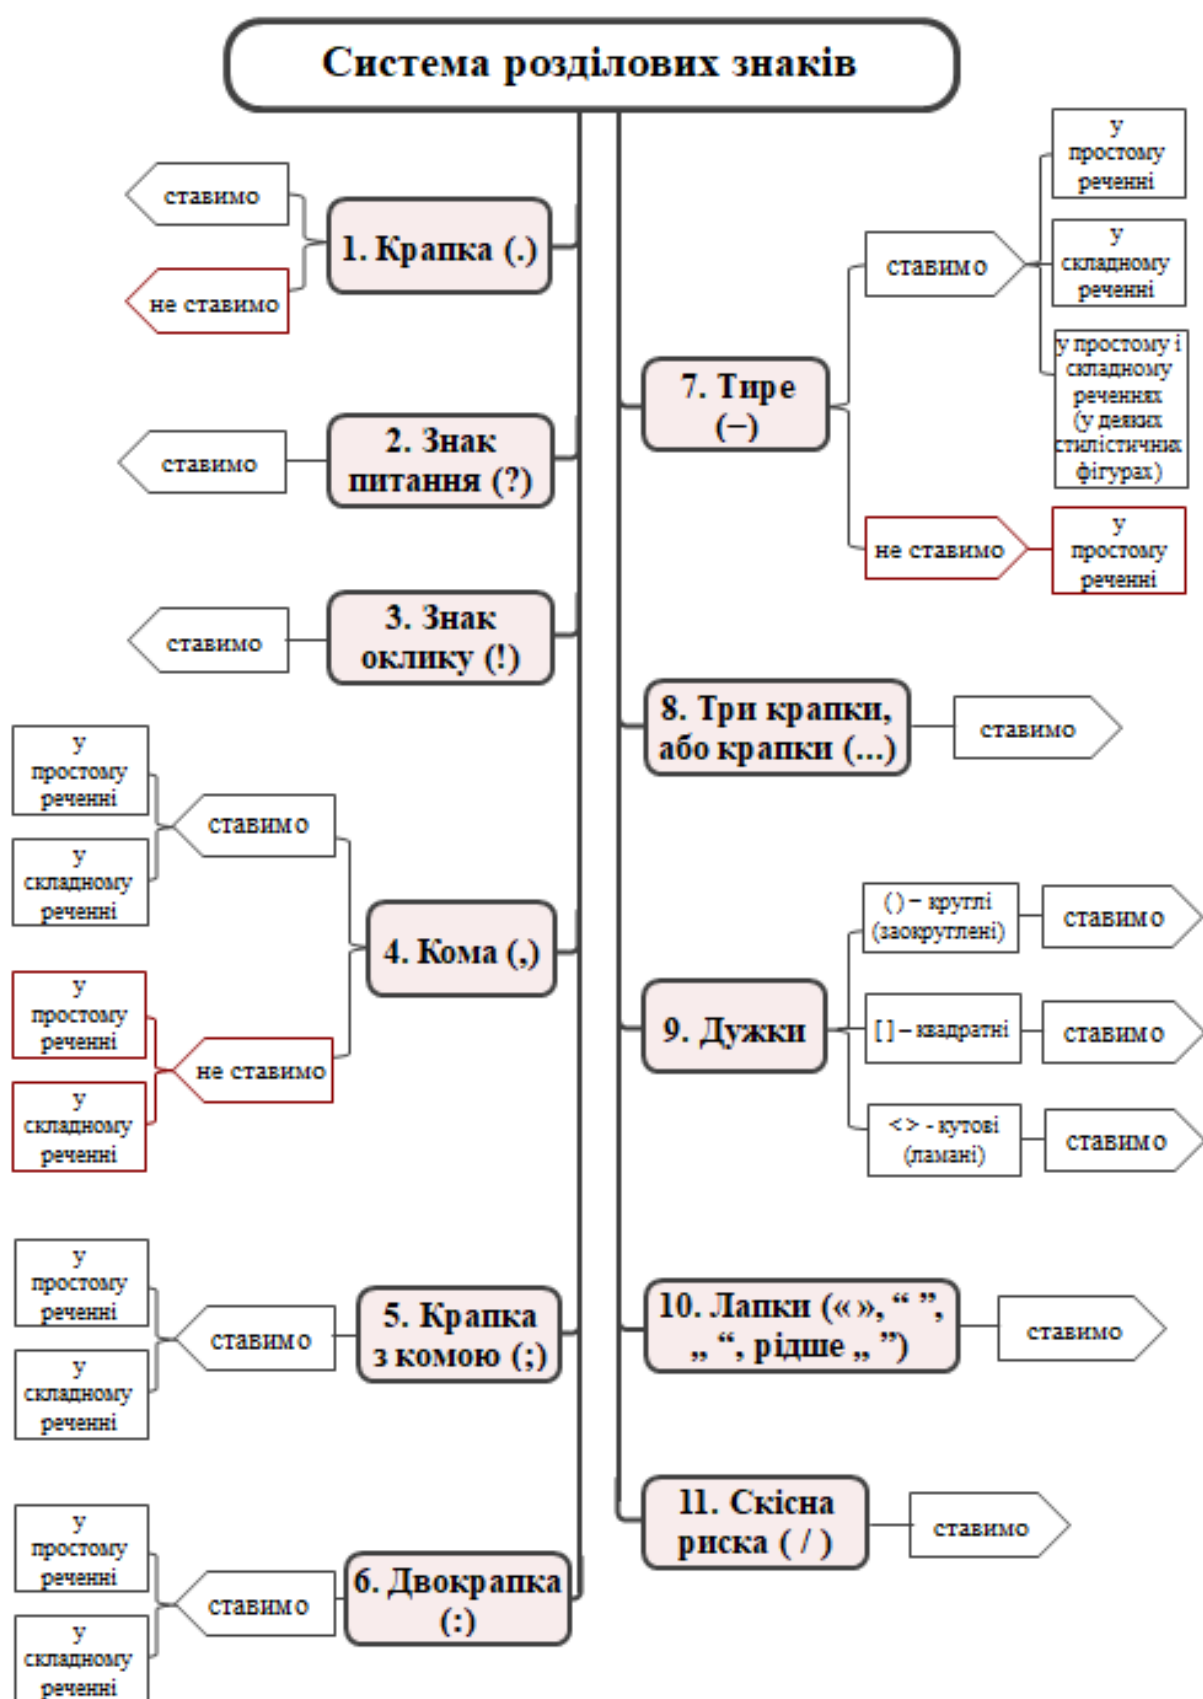 Система розділових знаків
ставимо
не ставимо
1. Крапка (.)
ставимо
2. Знак
питання (?)
ставимо
3. Знак
оклику (!)
у
простому
реченні
у
складному
реченні
ставимо
у
простому
реченні
у
складному
реченні
не ставимо
4. Кома (,)
у
простому
реченні
у
складному
реченні
ставимо
5. Крапка
з комою (;)
у
простому
реченні
у
складному
реченні
ставимо
6. Двокрапка
(:)
7. Тире
(–)
ставимо
у
простому
реченні
у
складному
реченні
у простому і
складному
реченнях
(у деяких
стилістичних
фігурах)
не ставимо
у
простому
реченні
8. Три крапки,
або крапки (...)
ставимо
9. Дужки
( ) – круглі
(заокруглені)
ставимо
[ ] – квадратні
ставимо
< > - кутові
(ламані)
ставимо
10. Лапки (« », “ ”,
„ “, рідше „ ”)
ставимо
11. Скісна
риска ( / )
ставимо